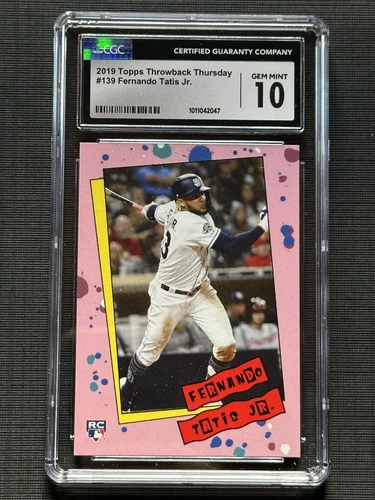 CGC
CERTIFIED GUARANTY COMPANY
2019 Topps Throwback Thursday
#139 Fernando Tatis Jr.
GEM MINT
10
1011042047
FERNANDO
TATIS JR.
RC